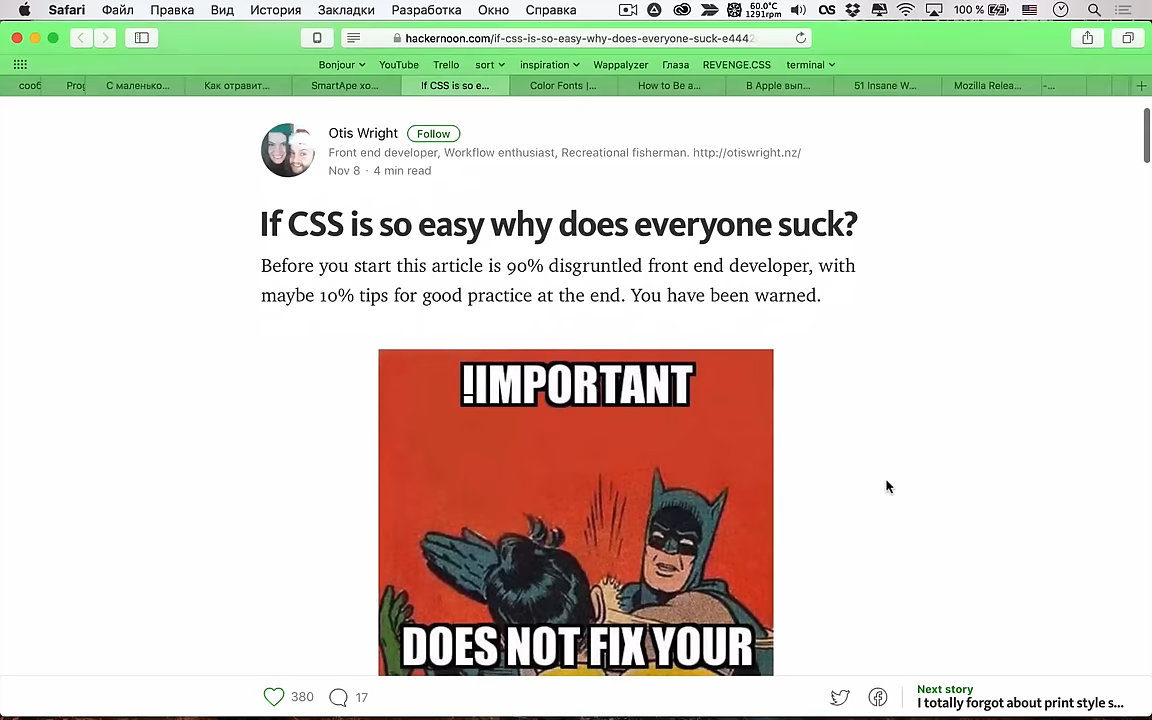 Safari Файл Правка Вид История Закладки Разработка Окно Справка 60.0°C 1291rpm 100 %
hackernoon.com/if-css-is-so-easy-why-does-everyone-suck-e4442
Bonjour YouTube Trello sort inspiration Wappalyzer Глаза REVENGE.CSS terminal
сооб Prog С маленько... Как отравит... SmartApe хо... If CSS is so e... Color Fonts |... How to Be a... В Apple вып... 51 Insane W... Mozilla Relea... -...
Otis Wright Follow
Front end developer, Workflow enthusiast, Recreational fisherman. http://otiswright.nz/
Nov 8 · 4 min read
If CSS is so easy why does everyone suck?
Before you start this article is 90% disgruntled front end developer, with
maybe 10% tips for good practice at the end. You have been warned.
!IMPORTANT
DOES NOT FIX YOUR
380 17
Next story
I totally forgot about print style s...